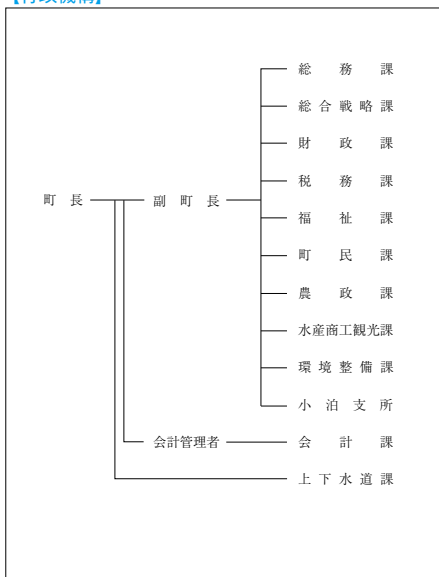 【行政機構】
総務課
総合戦略課
財政課
税務課
町長 副町長
福祉課
町民課
農政課
水産商工観光課
環境整備課
小泊支所
会計管理者 会計課
上下水道課